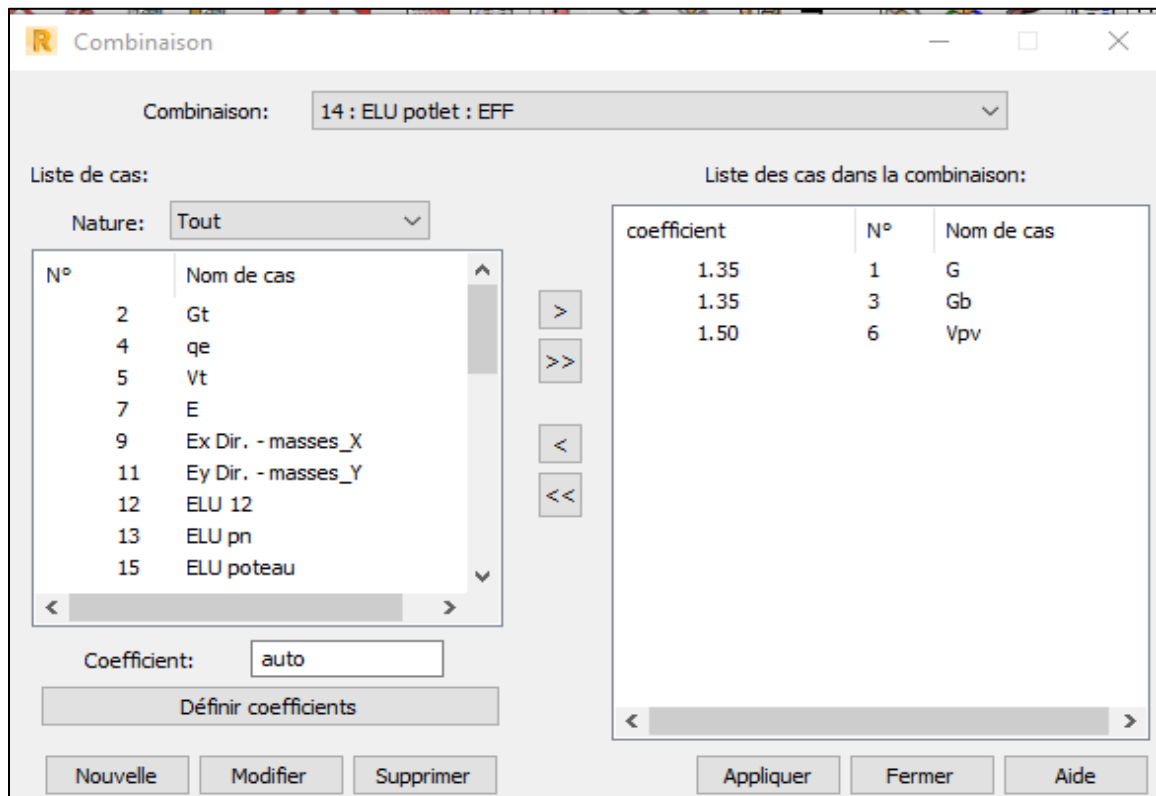 R Combinaison
Combinaison: 14 : ELU potlet : EFF
Liste de cas:
Nature: Tout
N° Nom de cas
2 Gt
4 qe
5 Vt
7 E
9 Ex Dir. - masses_X
11 Ey Dir. - masses_Y
12 ELU 12
13 ELU pn
15 ELU poteau
Coefficient: auto
Définir coefficients
Nouvelle Modifier Supprimer
>
>>
<
<<
Liste des cas dans la combinaison:
coefficient N° Nom de cas
1.35 1 G
1.35 3 Gb
1.50 6 Vpv
Appliquer Fermer Aide